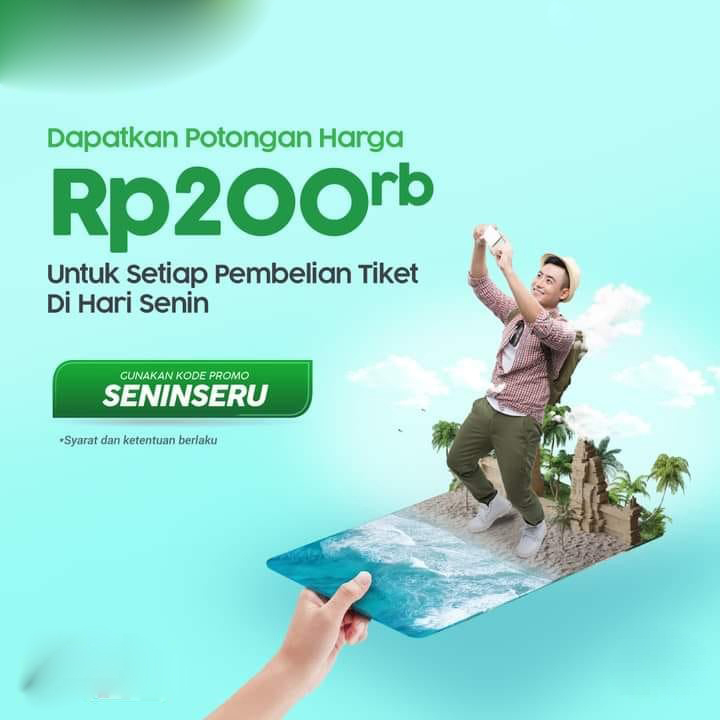 Dapatkan Potongan Harga
Rp200rb
Untuk Setiap Pembelian Tiket
Di Hari Senin
GUNAKAN KODE PROMO
SENINSERU
*Syarat dan ketentuan berlaku